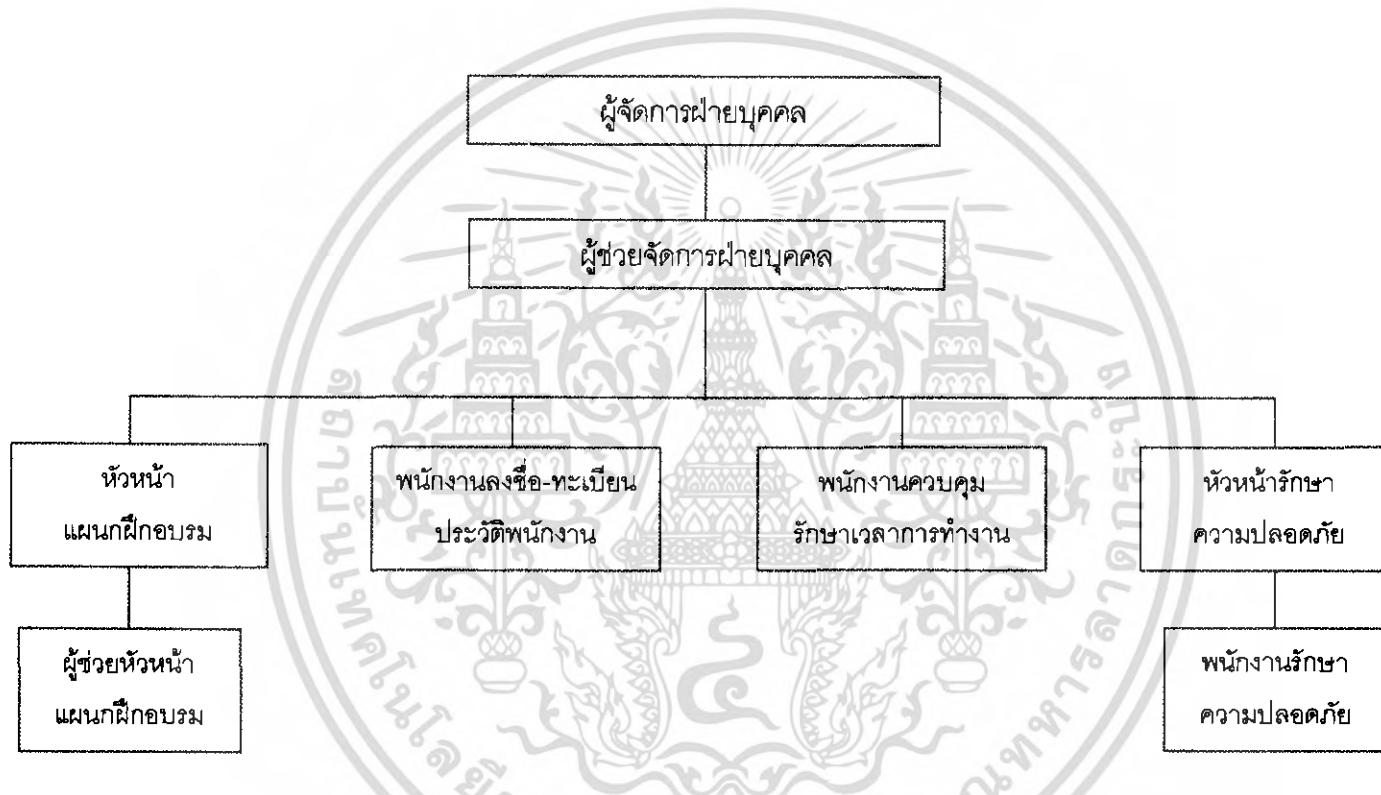 ผู้จัดการฝ่ายบุคคล
ผู้ช่วยจัดการฝ่ายบุคคล
หัวหน้า
แผนกฝึกอบรม
พนักงานลงชื่อ-ทะเบียน
ประวัติพนักงาน
พนักงานควบคุม
รักษาเวลาการทำงาน
หัวหน้ารักษา
ความปลอดภัย
ผู้ช่วยหัวหน้า
แผนกฝึกอบรม
พนักงานรักษา
ความปลอดภัย